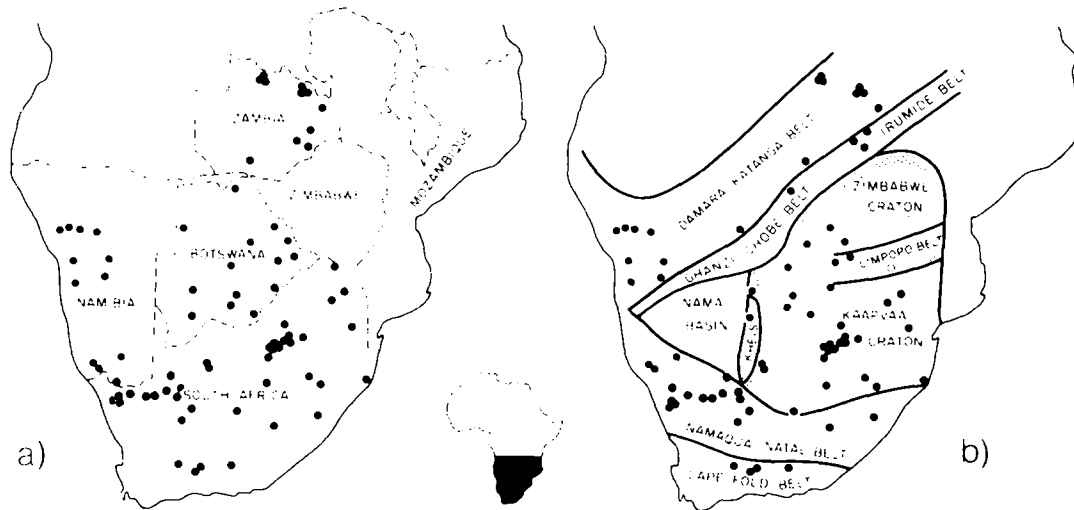 ZAMBIA
ZIMBABWE
MOZAMBIQUE
BOTSWANA
NAMIBIA
SOUTH AFRICA
a)
IRUMIDE BELT
DAMARA KATANGA BELT
ZIMBABWE
CRATON
GHANZI CHOBE BELT
LIMPOPO BELT
NAMA
BASIN
KHEIS
KAAPVAAL
CRATON
NAMAQUA NATAL BELT
CAPE FOLD BELT
b)